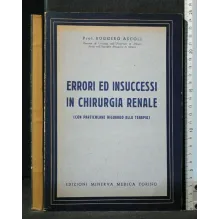 Prof. RUGGERO ASCOLI
ERRORI ED INSUCCESSI
IN CHIRURGIA RENALE
(CON PARTICOLARE RIGUARDO ALLA TERAPIA)
EDIZIONI MINERVA MEDICA TORINO